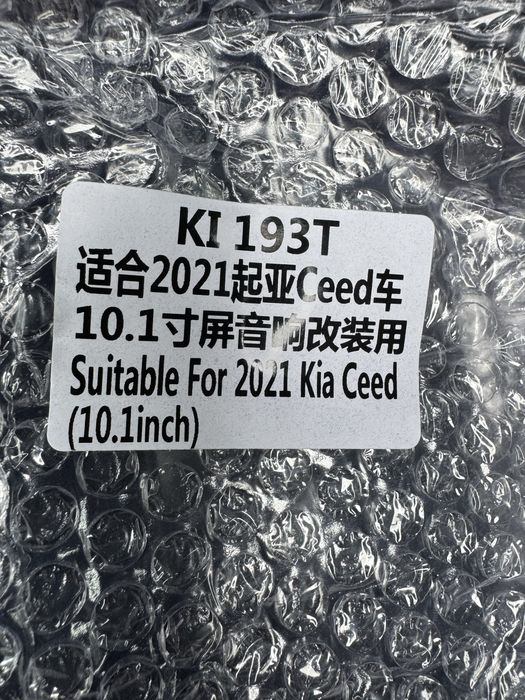 KI 193T
适合2021起亚Ceed车
10.1寸屏音响改装用
Suitable For 2021 Kia Ceed
(10.1inch)